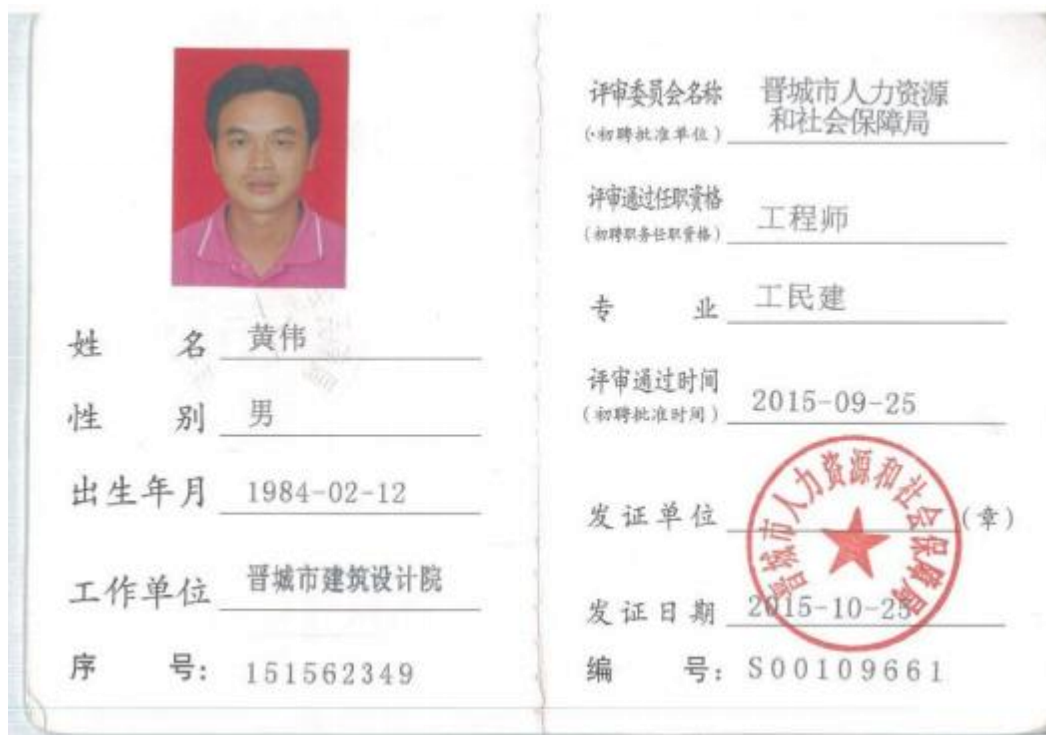 姓名 黄伟
性别 男
出生年月 1984-02-12
工作单位 晋城市建筑设计院
序号: 151562349
评审委员会名称 晋城市人力资源
(初聘批准单位) 和社会保障局
评审通过任职资格
(初聘职务任职资格) 工程师
专业 工民建
评审通过时间
(初聘批准时间) 2015-09-25
晋城市人力资源和社会保障局
发证单位 (章)
发证日期 2015-10-25
编号: S00109661